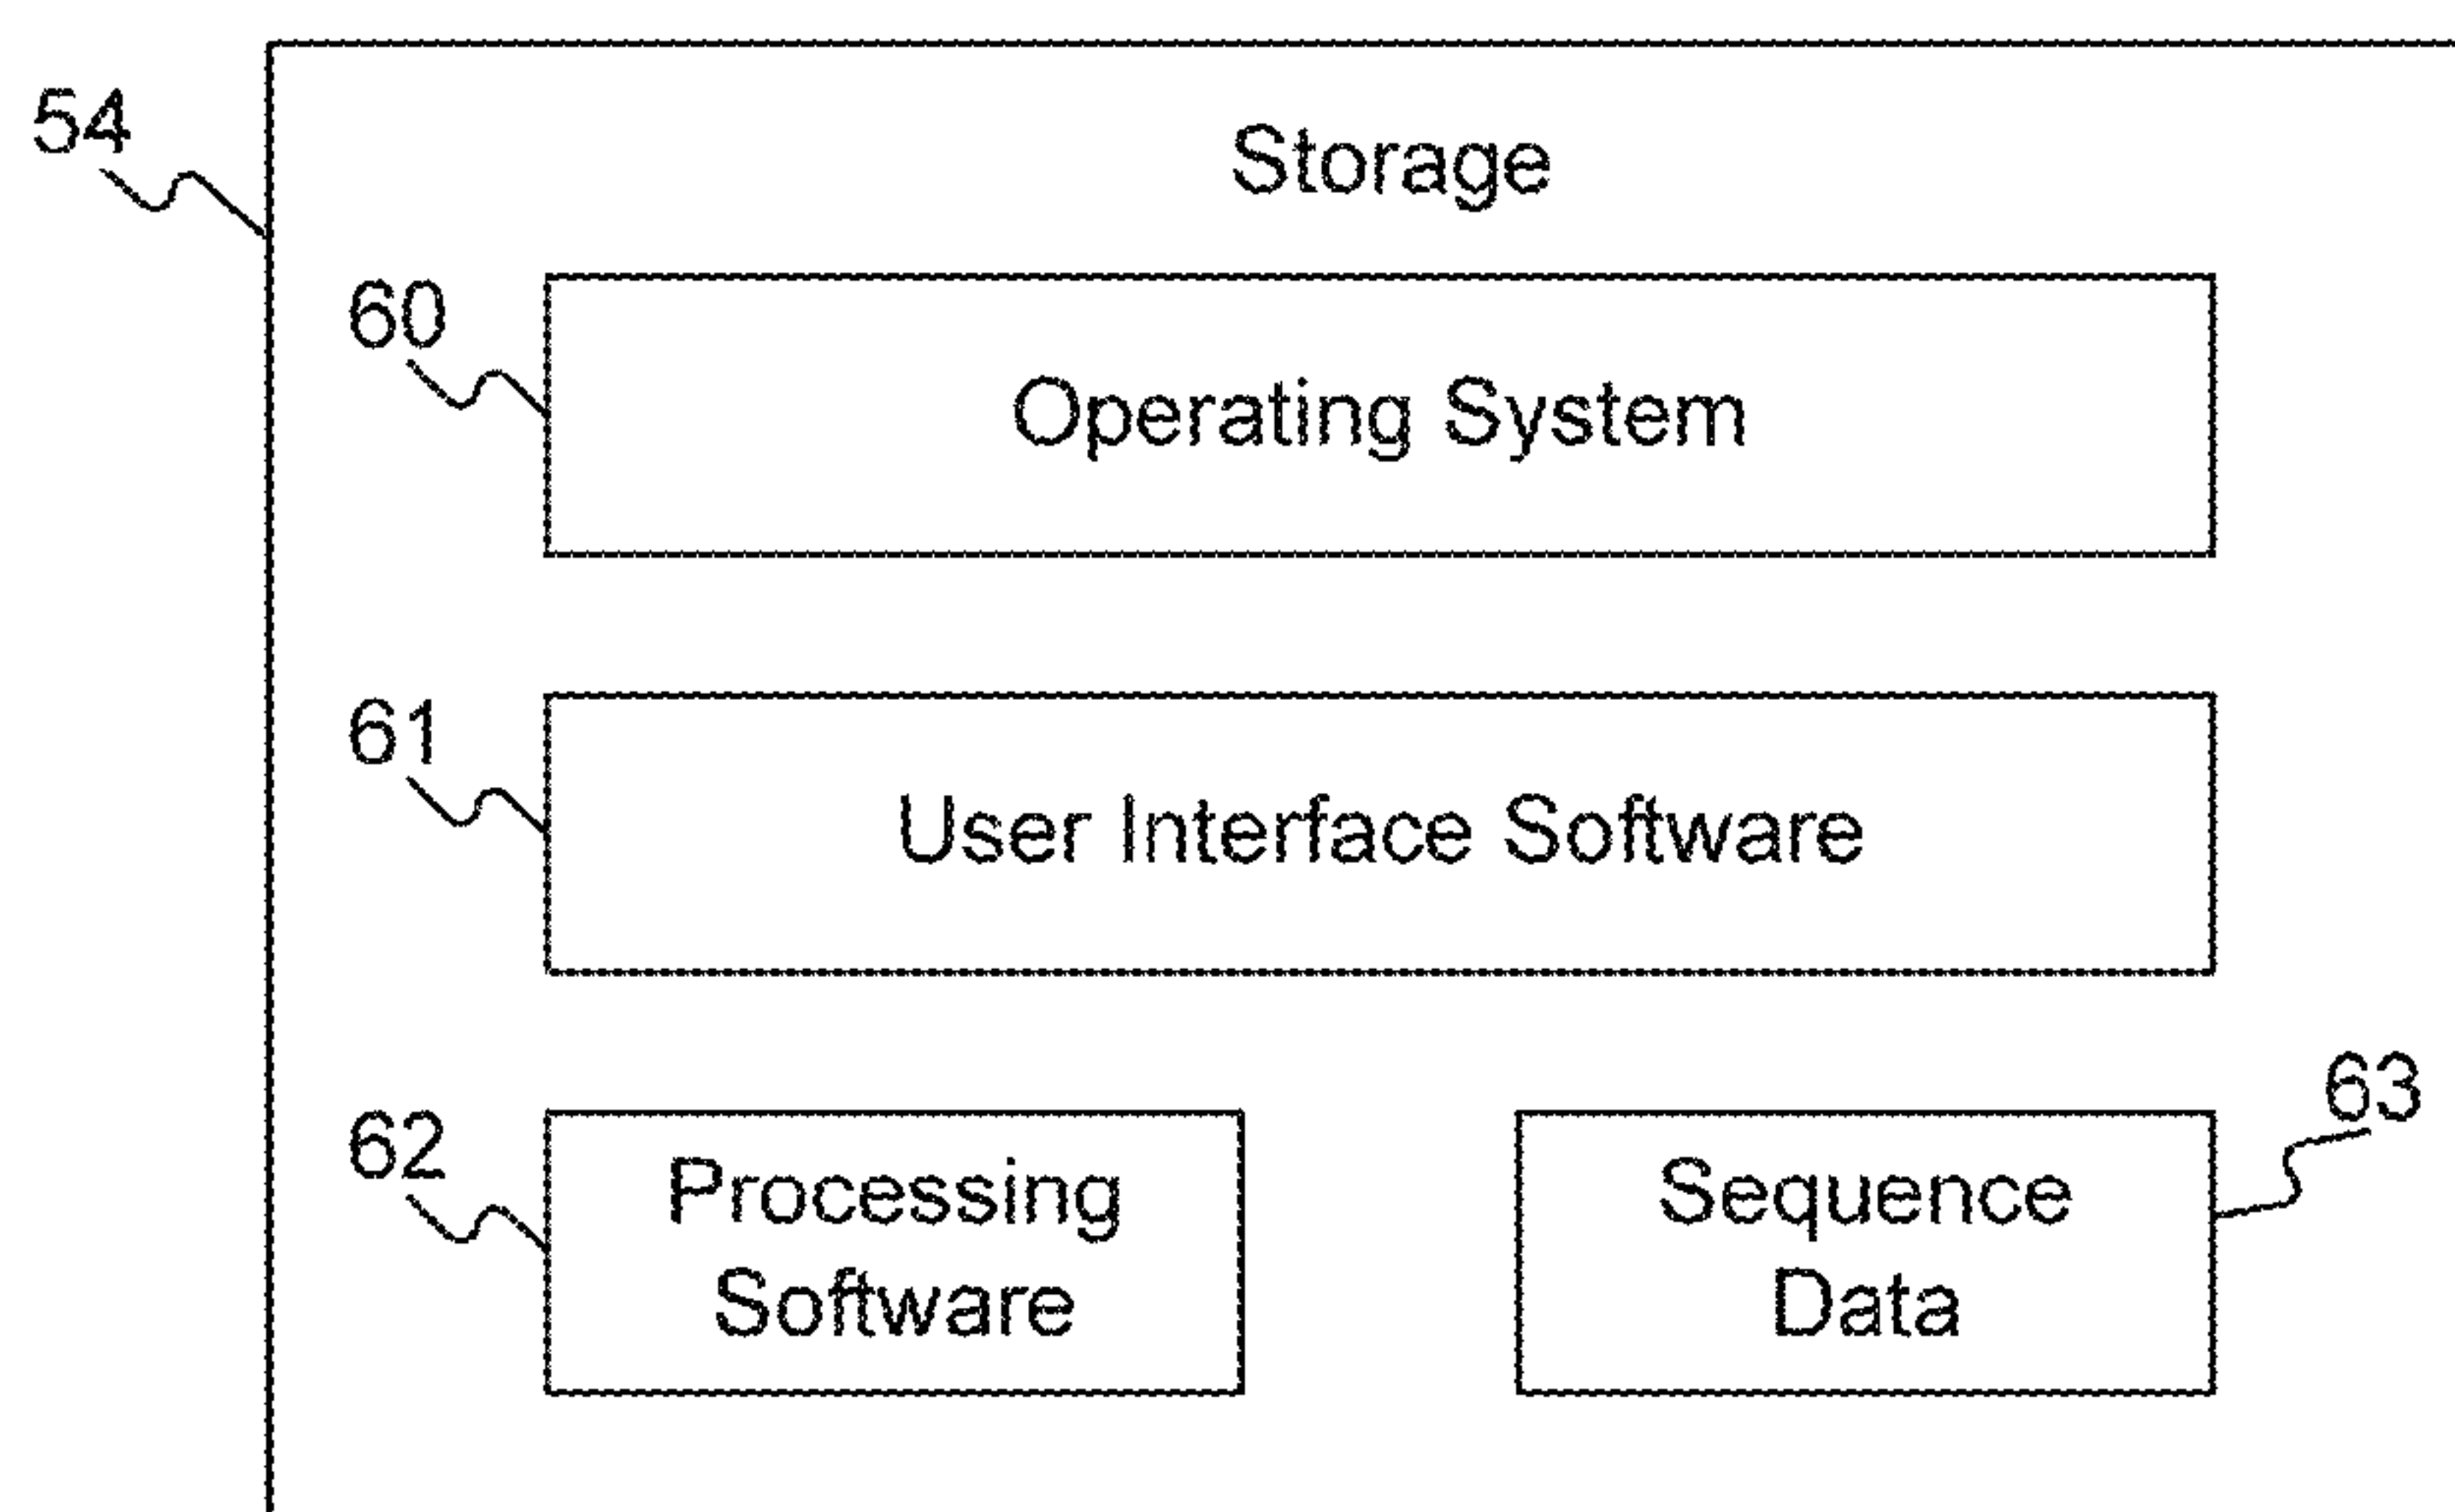 54
Storage
60
Operating System
61
User Interface Software
62
Processing
Software
63
Sequence
Data